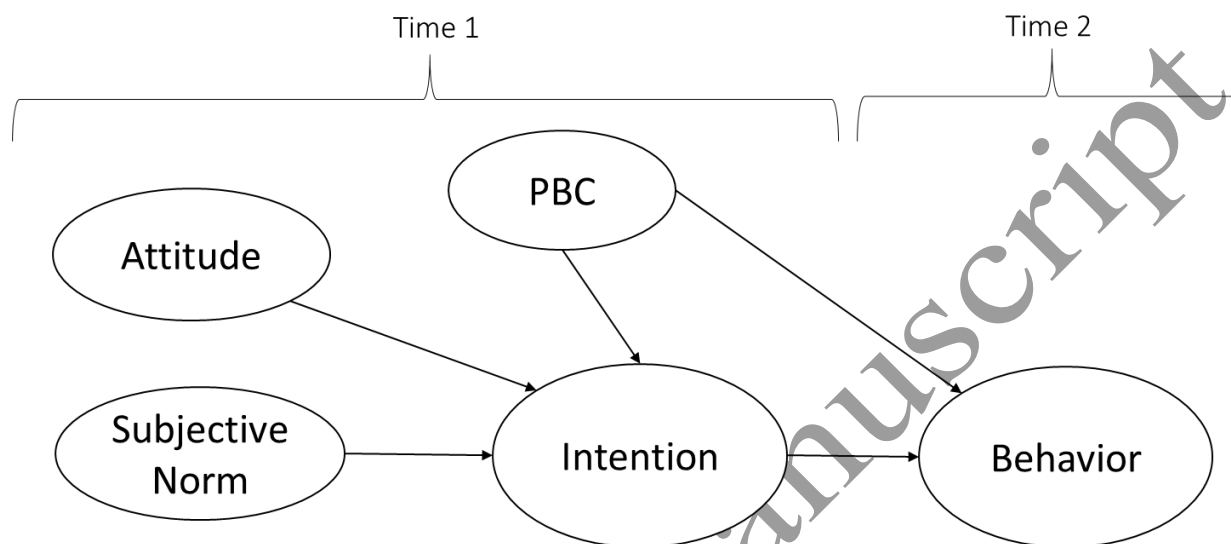 Time 1
Time 2
PBC
Attitude
Subjective
Norm
Intention
Behavior